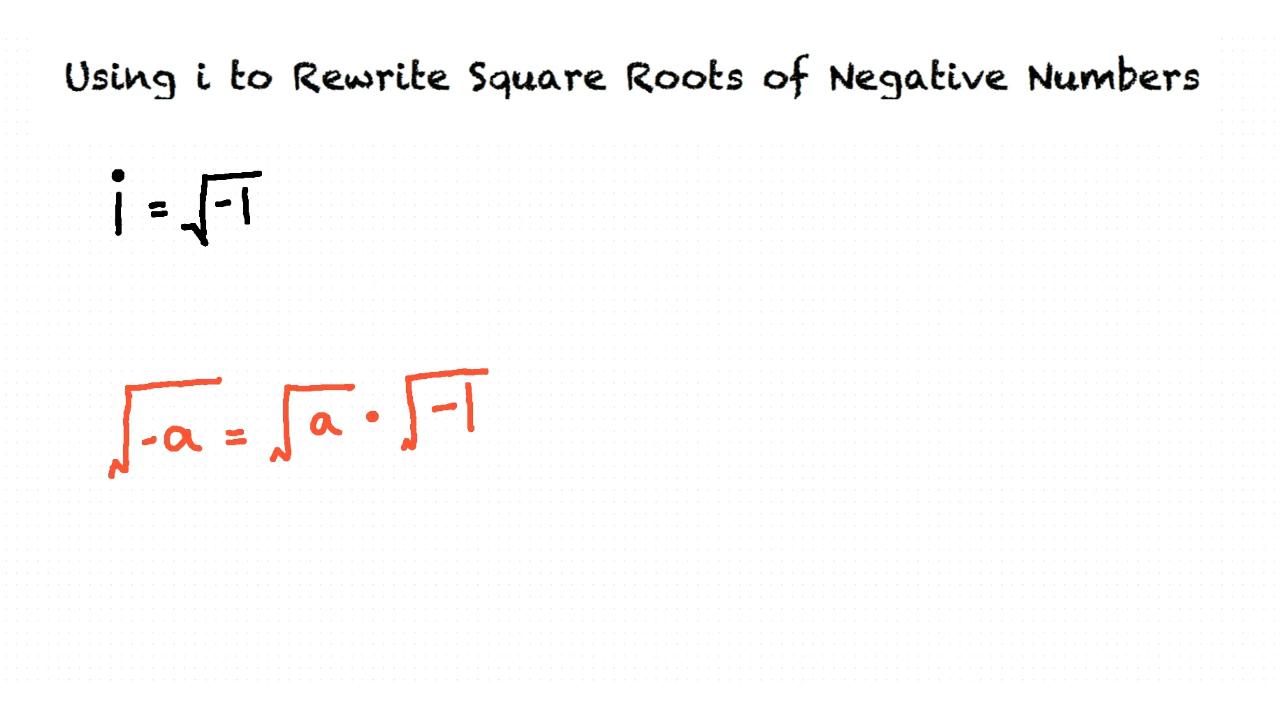 Using i to Rewrite Square Roots of Negative Numbers
i = √-1
√-a = √a • √-1